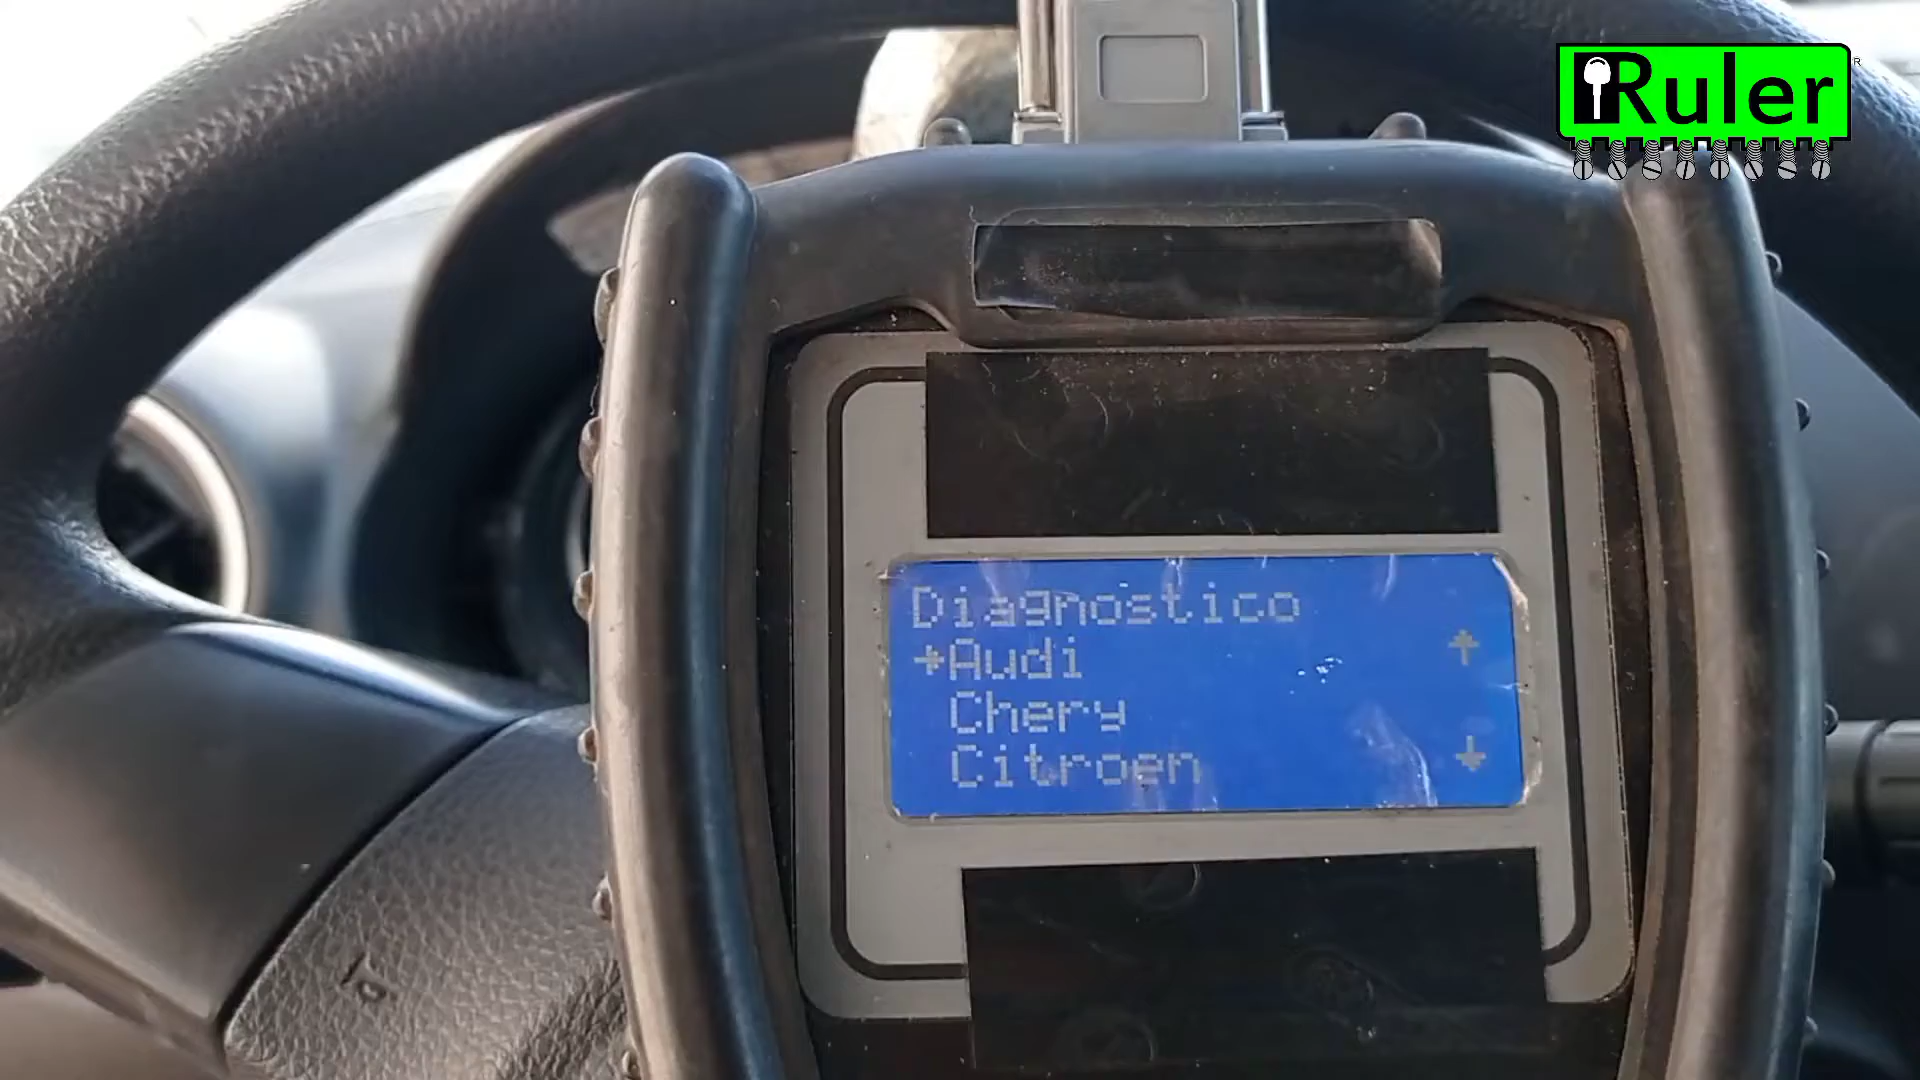 Ruler
R
Diagnostico
Audi
Chery
Citroen